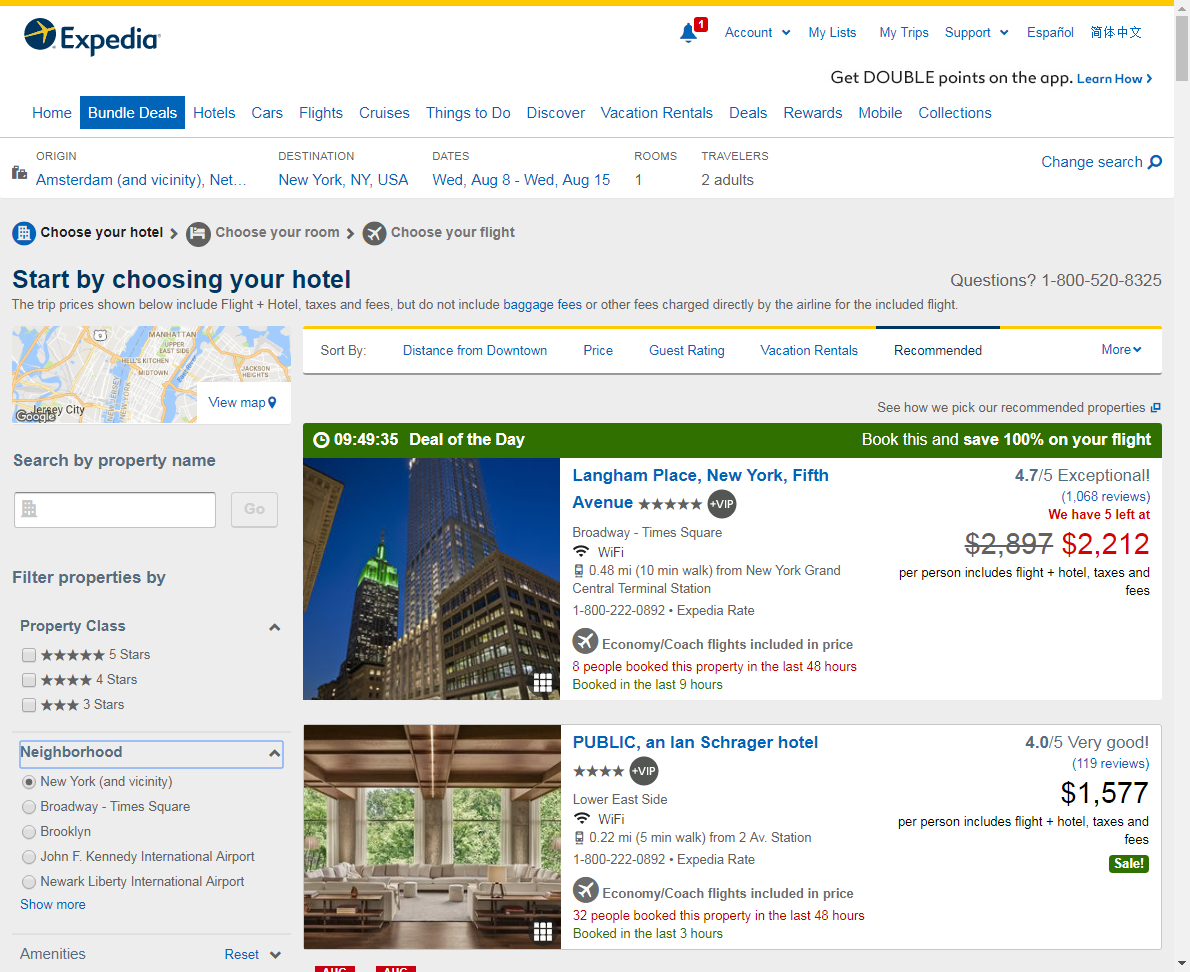 Expedia
1
Account
My Lists
My Trips
Support
Español
简体中文
Get DOUBLE points on the app. Learn How
Home
Bundle Deals
Hotels
Cars
Flights
Cruises
Things to Do
Discover
Vacation Rentals
Deals
Rewards
Mobile
Collections
ORIGIN
Amsterdam (and vicinity), Net...
DESTINATION
New York, NY, USA
DATES
Wed, Aug 8 - Wed, Aug 15
ROOMS
1
TRAVELERS
2 adults
Change search
Choose your hotel
Choose your room
Choose your flight
Start by choosing your hotel
Questions? 1-800-520-8325
The trip prices shown below include Flight + Hotel, taxes and fees, but do not include baggage fees or other fees charged directly by the airline for the included flight.
9
MANHATTAN
UPPER
EAST SIDE
HELL'S KITCHEN
MIDTOWN
JACKSON
HEIGHTS
NEW JERSEY
NEW YORK
East River
Jersey City
Google
View map
Search by property name
Go
Filter properties by
Property Class
5 Stars
4 Stars
3 Stars
Neighborhood
New York (and vicinity)
Broadway - Times Square
Brooklyn
John F. Kennedy International Airport
Newark Liberty International Airport
Show more
Amenities
Reset
Sort By:
Distance from Downtown
Price
Guest Rating
Vacation Rentals
Recommended
More
See how we pick our recommended properties
09:49:35 Deal of the Day
Book this and save 100% on your flight
Langham Place, New York, Fifth
Avenue +VIP
Broadway - Times Square
WiFi
0.48 mi (10 min walk) from New York Grand
Central Terminal Station
1-800-222-0892 • Expedia Rate
Economy/Coach flights included in price
8 people booked this property in the last 48 hours
Booked in the last 9 hours
4.7/5 Exceptional!
(1,068 reviews)
We have 5 left at
$2,897 $2,212
per person includes flight + hotel, taxes and
fees
PUBLIC, an Ian Schrager hotel
+VIP
Lower East Side
WiFi
0.22 mi (5 min walk) from 2 Av. Station
1-800-222-0892 • Expedia Rate
Economy/Coach flights included in price
32 people booked this property in the last 48 hours
Booked in the last 3 hours
4.0/5 Very good!
(119 reviews)
$1,577
per person includes flight + hotel, taxes and
fees
Sale!
AUG
AUG